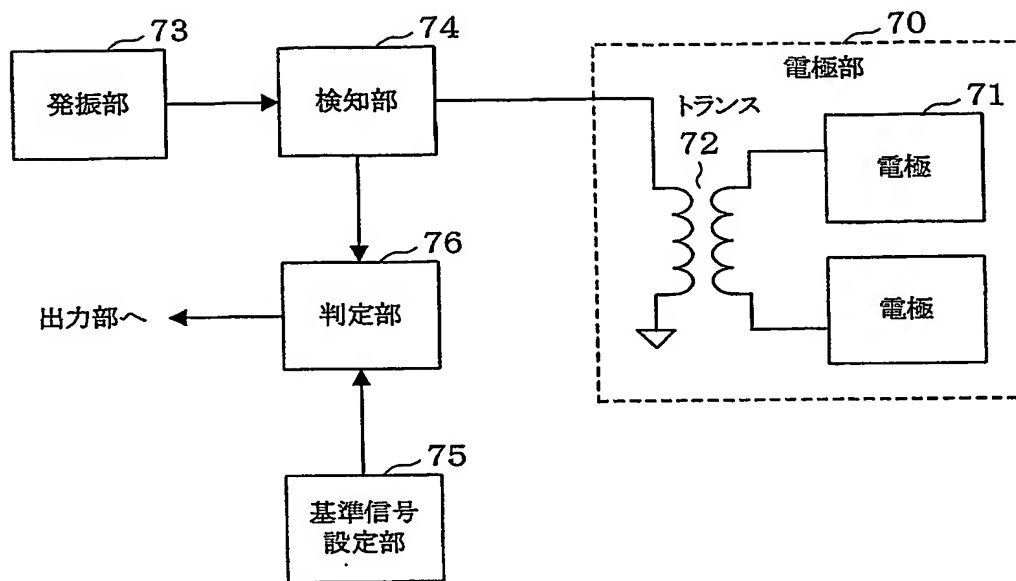 73
発振部
74
検知部
70
電極部
トランス
72
71
電極
電極
76
判定部
出力部へ
75
基準信号
設定部